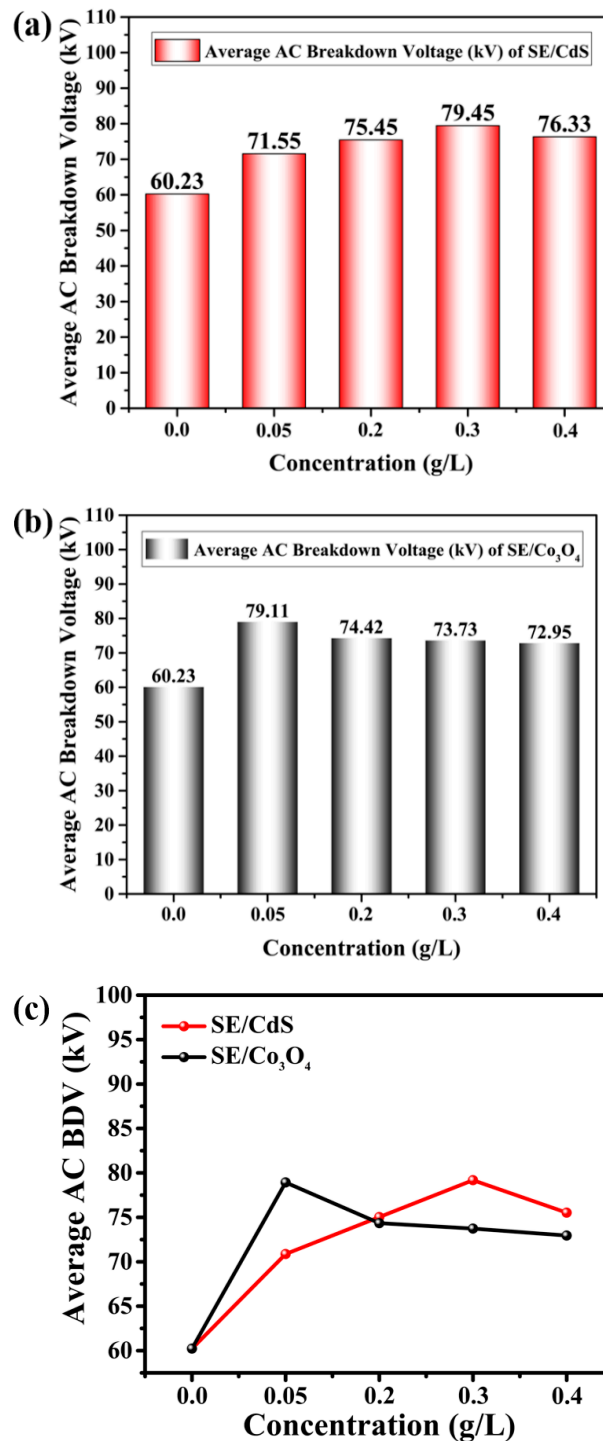 (a)
Average AC Breakdown Voltage (kV)
110
100
90
80
70
60
50
40
30
20
10
0
Average AC Breakdown Voltage (kV) of SE/CdS
60.23
71.55
75.45
79.45
76.33
0.0 0.05 0.2 0.3 0.4
Concentration (g/L)
(b)
Average AC Breakdown Voltage (kV)
110
100
90
80
70
60
50
40
30
20
10
0
Average AC Breakdown Voltage (kV) of SE/Co₃O₄
60.23
79.11
74.42
73.73
72.95
0.0 0.05 0.2 0.3 0.4
Concentration (g/L)
(c)
Average AC BDV (kV)
100
95
90
85
80
75
70
65
60
SE/CdS
SE/Co₃O₄
0.0 0.05 0.2 0.3 0.4
Concentration (g/L)